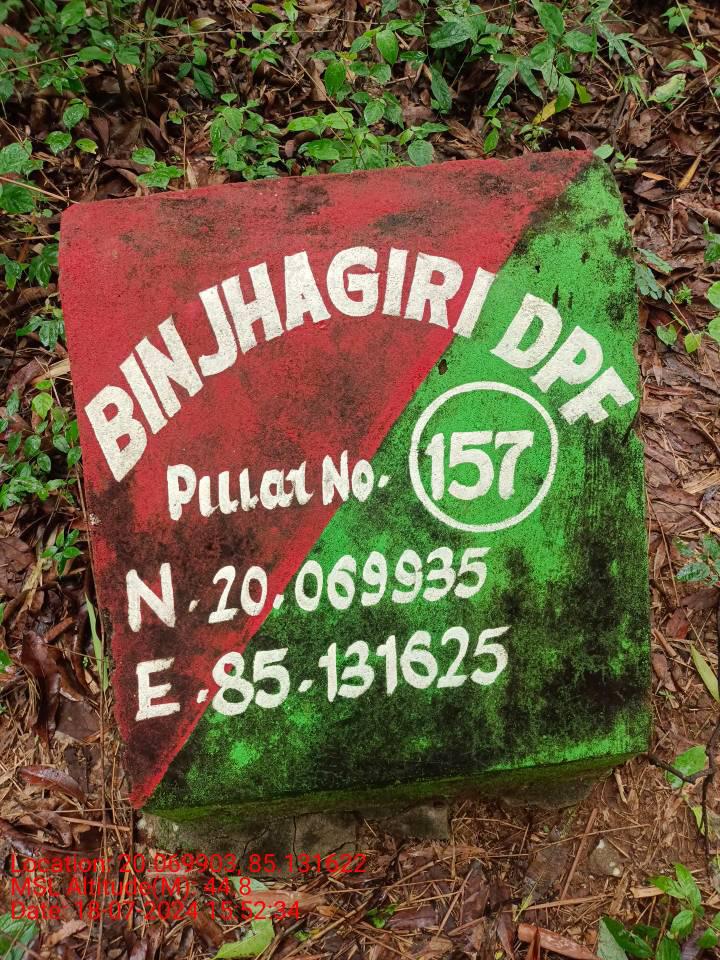 BINJHAGIRI DPF
Pillar No. 157
N. 20.069935
E.85.131625
Location: 20.069903, 85.131622
MSL Altitude(M): 44.8
Date: 18-07-2024 15:52:34